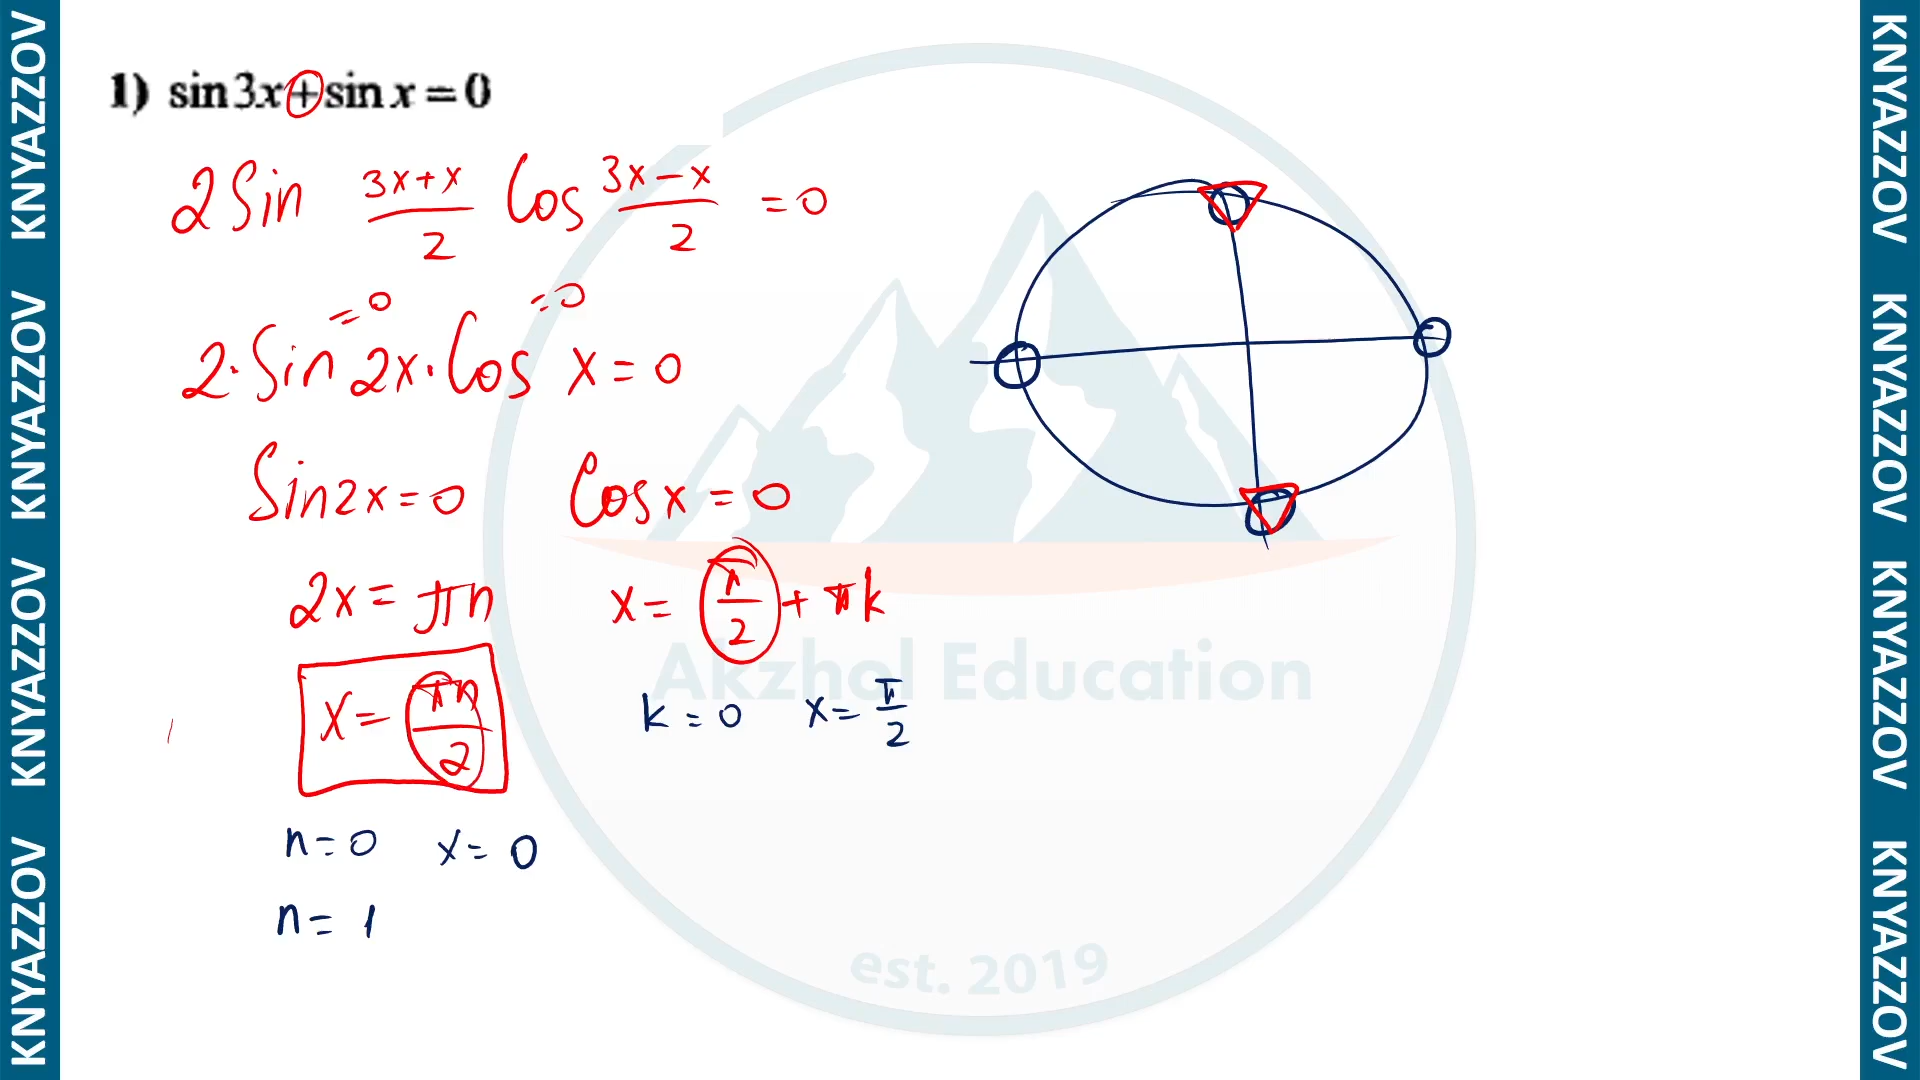 1) sin 3x + sin x = 0
2 Sin (3x+x)/2 Cos (3x-x)/2 = 0
=0 =0
2·Sin 2x·Cos x = 0
Sin2x=0 Cosx=0
2x=πn x=π/2+πk
x=πn/2 k=0 x=π/2
n=0 x=0
n=1
Akzhol Education
est. 2019
KNYAZZOV KNYAZZOV KNYAZZOV KNYAZZOV
KNYAZZOV KNYAZZOV KNYAZZOV KNYAZZOV